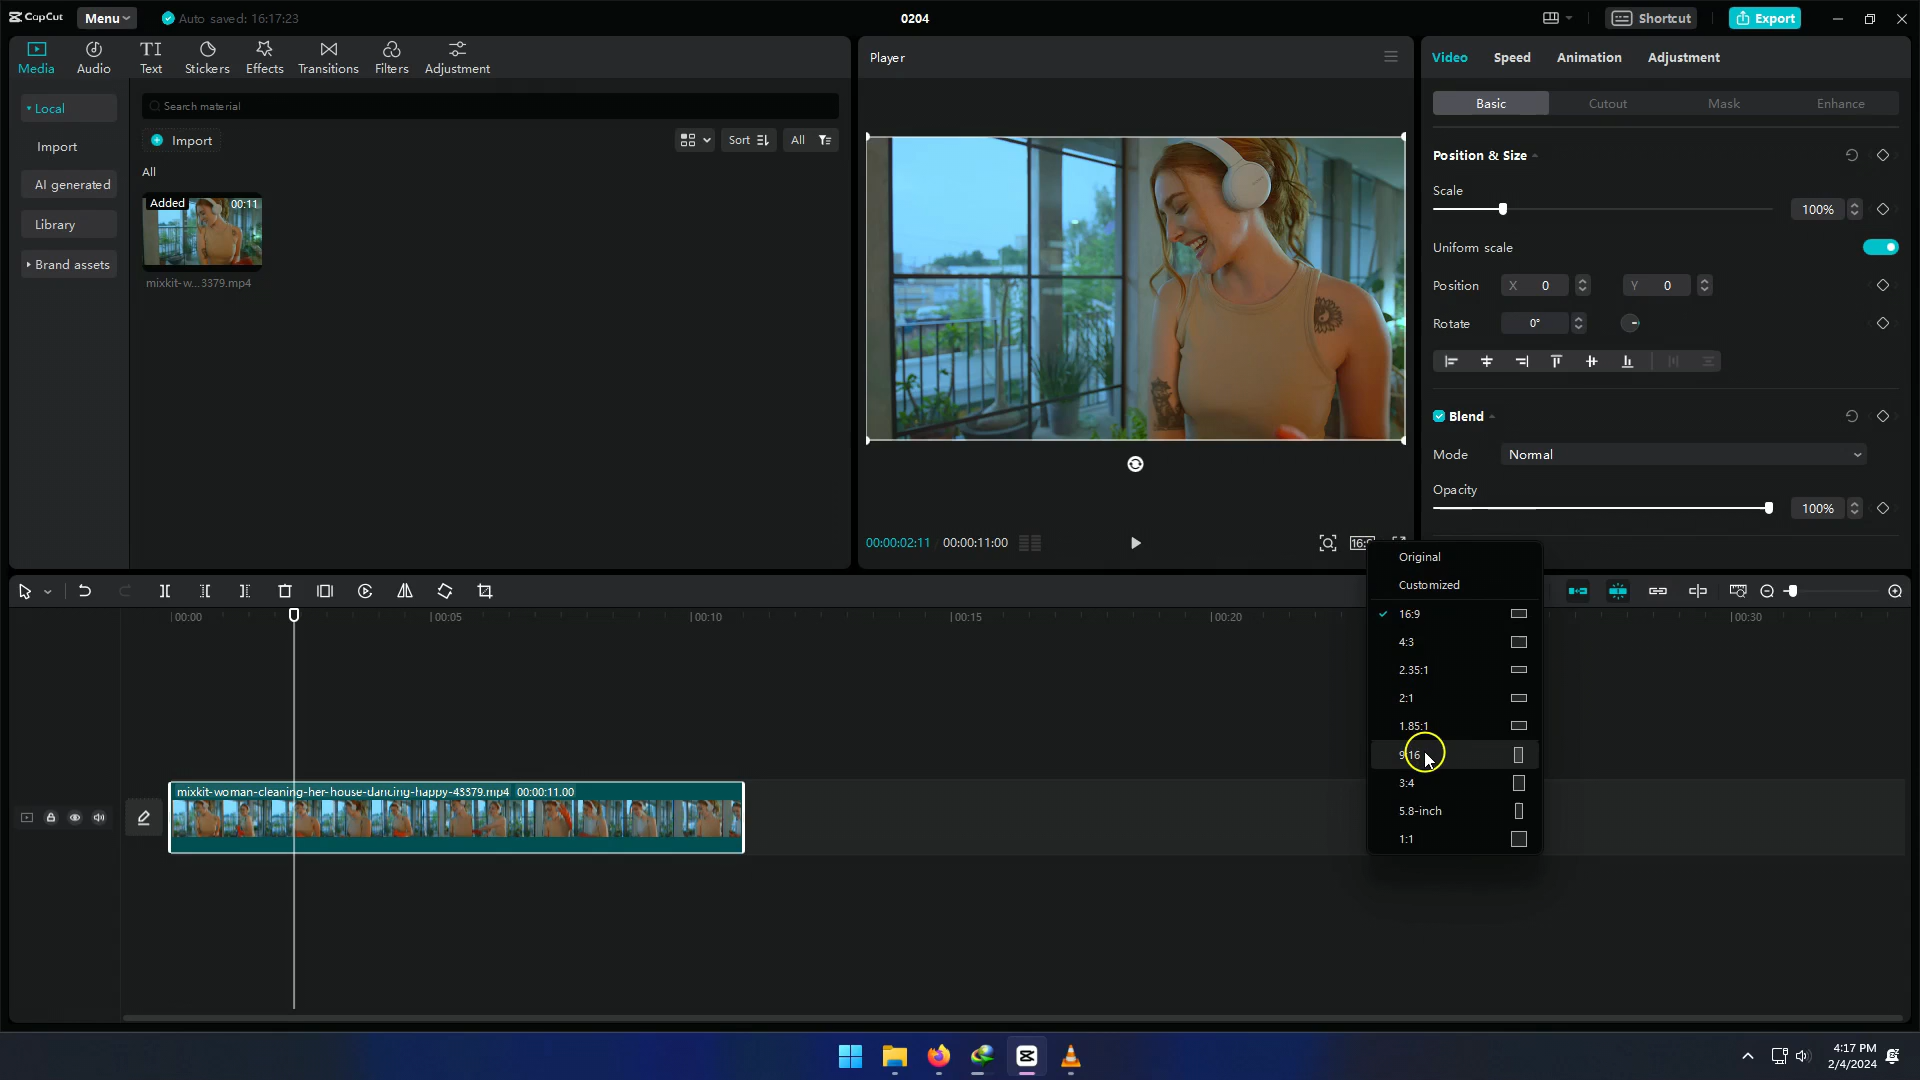 CapCut
Menu
Auto saved: 16:17:23
0204
Shortcut
Export
Media
Audio
TI
Text
Stickers
Effects
Transitions
Filters
Adjustment
Local
Import
AI generated
Library
Brand assets
Search material
Import
Sort
All
All
Added
00:11
mixkit-w... 3379.mp4
Player
00:00:02:11
00:00:11:00
Video
Speed
Animation
Adjustment
Basic
Cutout
Mask
Enhance
Position & Size
Scale
100%
Uniform scale
Position
X 0
Y 0
Rotate
0°
Blend
Mode
Normal
Opacity
100%
Original
Customized
16:9
4:3
2.35:1
2:1
1.85:1
9:16
3:4
5.8-inch
1:1
00:00
00:05
00:10
00:15
00:20
00:30
mixkit-woman-cleaning-her-house-dancing-happy-43379.mp4 00:00:11:00
4:17 PM
2/4/2024